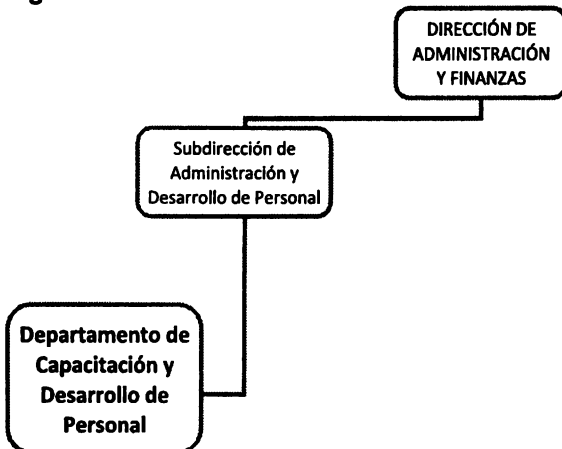 DIRECCIÓN DE
ADMINISTRACIÓN
Y FINANZAS
Subdirección de
Administración y
Desarrollo de Personal
Departamento de
Capacitación y
Desarrollo de
Personal